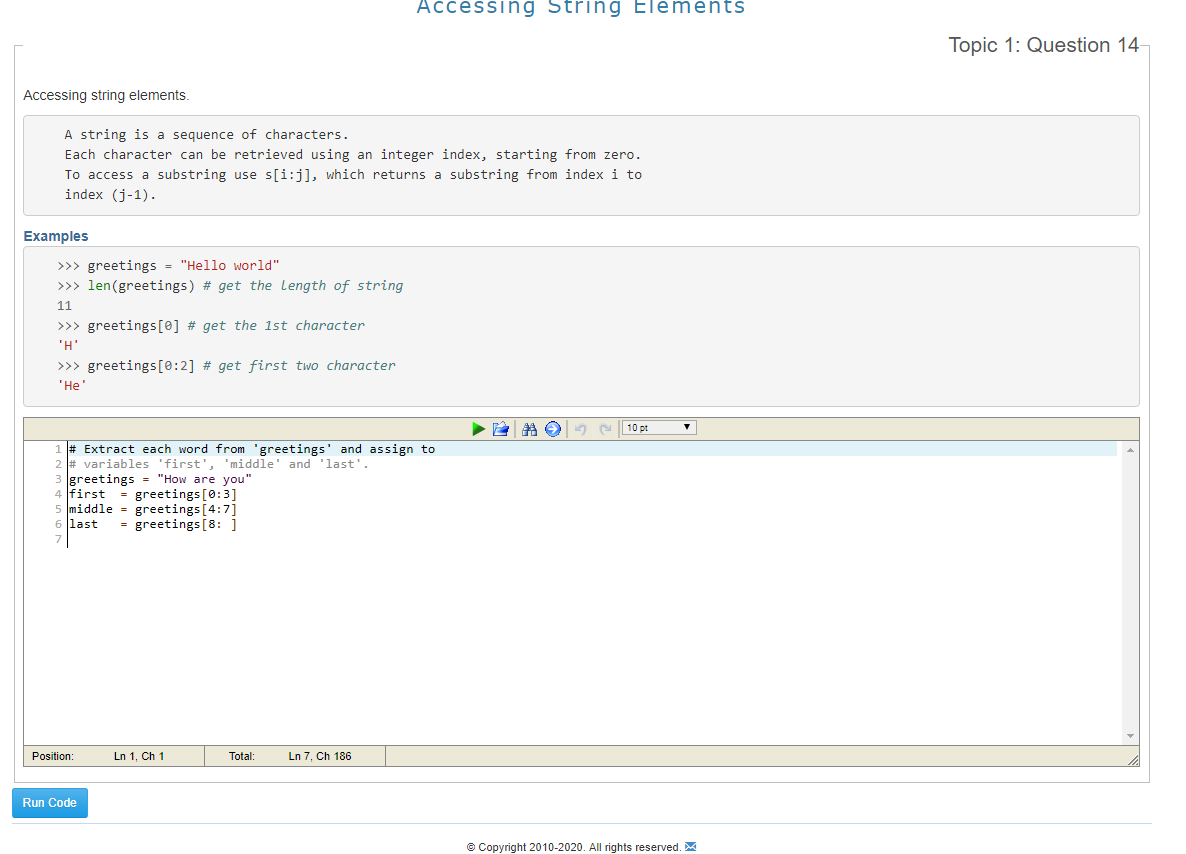 Accessing String Elements
Topic 1: Question 14
Accessing string elements.
A string is a sequence of characters.
Each character can be retrieved using an integer index, starting from zero.
To access a substring use s[i:j], which returns a substring from index i to
index (j-1).
Examples
>>> greetings = "Hello world"
>>> len(greetings) # get the length of string
11
>>> greetings[0] # get the 1st character
'H'
>>> greetings[0:2] # get first two character
'He'
10 pt
1 # Extract each word from 'greetings' and assign to
2 # variables 'first', 'middle' and 'last'.
3 greetings = "How are you"
4 first  = greetings[0:3]
5 middle = greetings[4:7]
6 last   = greetings[8: ]
7
Position: Ln 1, Ch 1 Total: Ln 7, Ch 186
Run Code
© Copyright 2010-2020. All rights reserved.